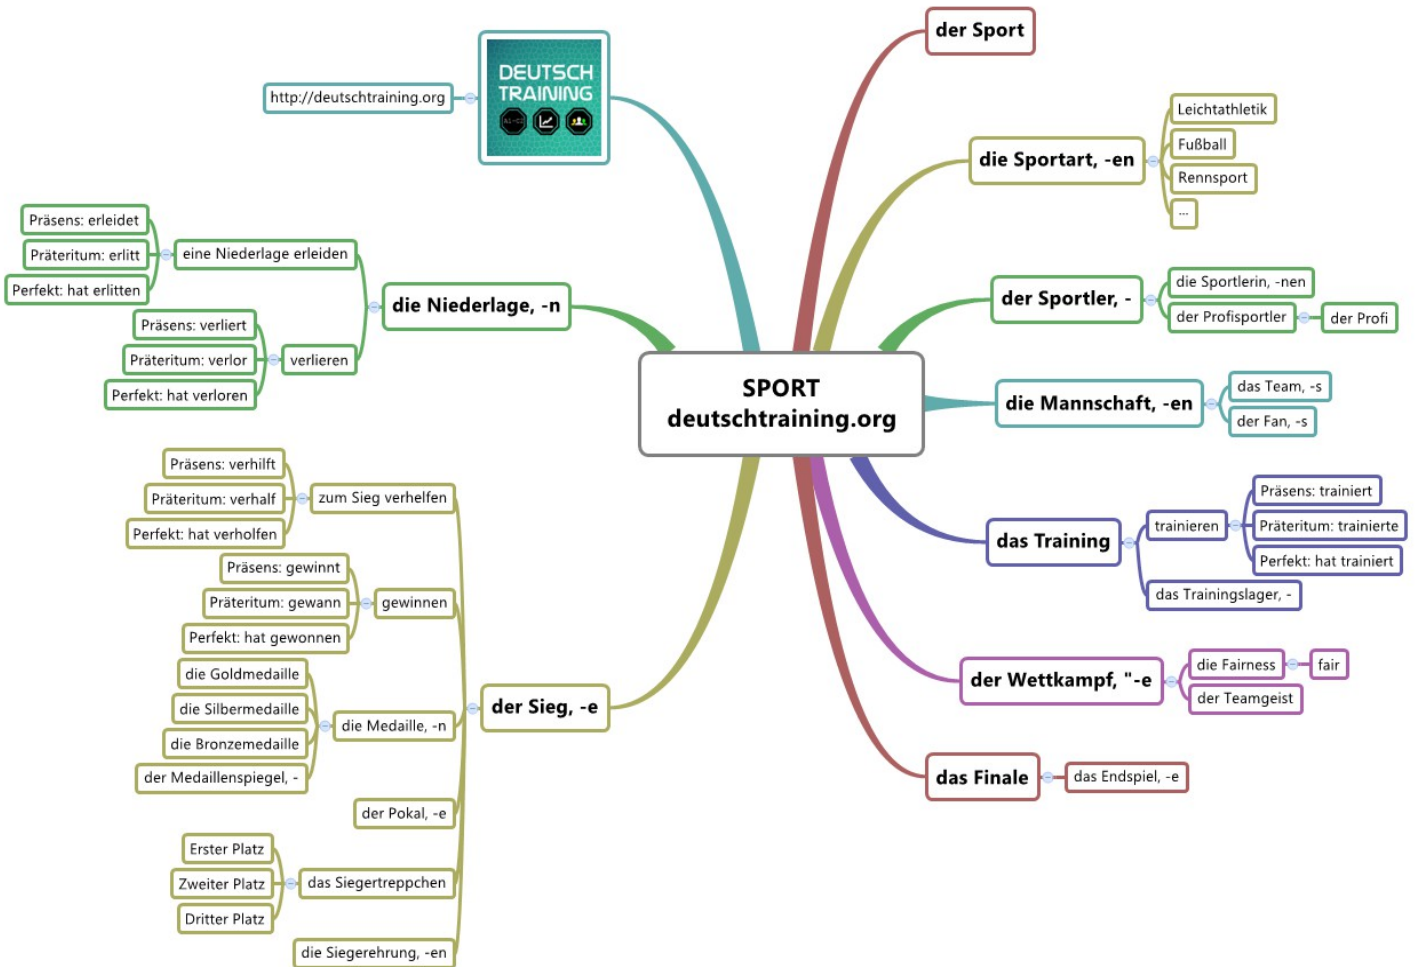 SPORT
deutschtraining.org
der Sport
die Sportart, -en
Leichtathletik
Fußball
Rennsport
...
der Sportler, -
die Sportlerin, -nen
der Profisportler
der Profi
die Mannschaft, -en
das Team, -s
der Fan, -s
das Training
trainieren
Präsens: trainiert
Präteritum: trainierte
Perfekt: hat trainiert
das Trainingslager, -
der Wettkampf, "-e
die Fairness
fair
der Teamgeist
das Finale
das Endspiel, -e
DEUTSCH
TRAINING
A1-C2
http://deutschtraining.org
die Niederlage, -n
eine Niederlage erleiden
Präsens: erleidet
Präteritum: erlitt
Perfekt: hat erlitten
verlieren
Präsens: verliert
Präteritum: verlor
Perfekt: hat verloren
der Sieg, -e
zum Sieg verhelfen
Präsens: verhilft
Präteritum: verhalf
Perfekt: hat verholfen
gewinnen
Präsens: gewinnt
Präteritum: gewann
Perfekt: hat gewonnen
die Medaille, -n
die Goldmedaille
die Silbermedaille
die Bronzemedaille
der Medaillenspiegel, -
der Pokal, -e
das Siegertreppchen
Erster Platz
Zweiter Platz
Dritter Platz
die Siegerehrung, -en